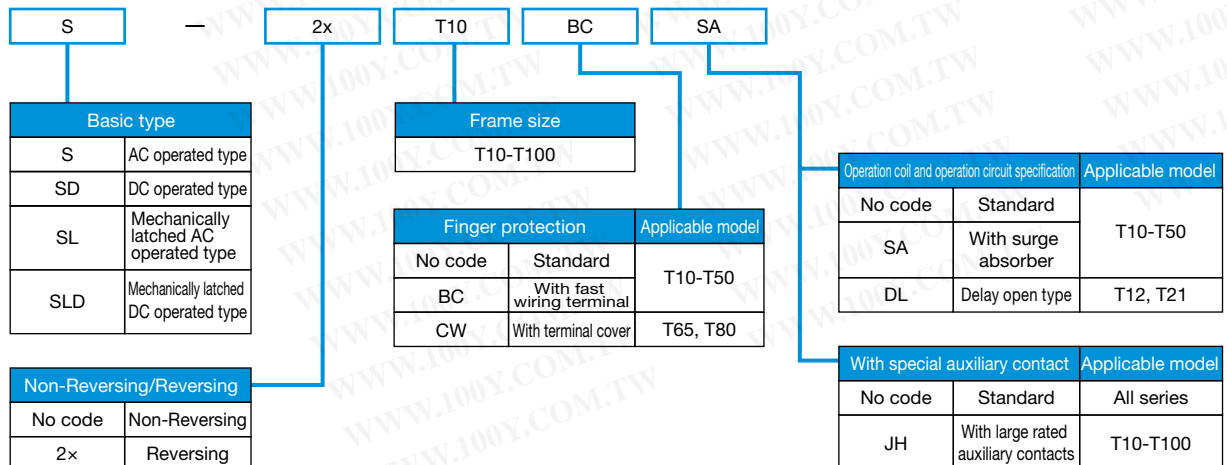 S — 2x T10 BC SA
Basic type
S AC operated type
SD DC operated type
SL Mechanically latched AC operated type
SLD Mechanically latched DC operated type
Non-Reversing/Reversing
No code Non-Reversing
2× Reversing
Frame size
T10-T100
Finger protection Applicable model
No code Standard T10-T50
BC With fast wiring terminal
CW With terminal cover T65, T80
Operation coil and operation circuit specification Applicable model
No code Standard T10-T50
SA With surge absorber
DL Delay open type T12, T21
With special auxiliary contact Applicable model
No code Standard All series
JH With large rated auxiliary contacts T10-T100
WWW.100Y.COM.TW